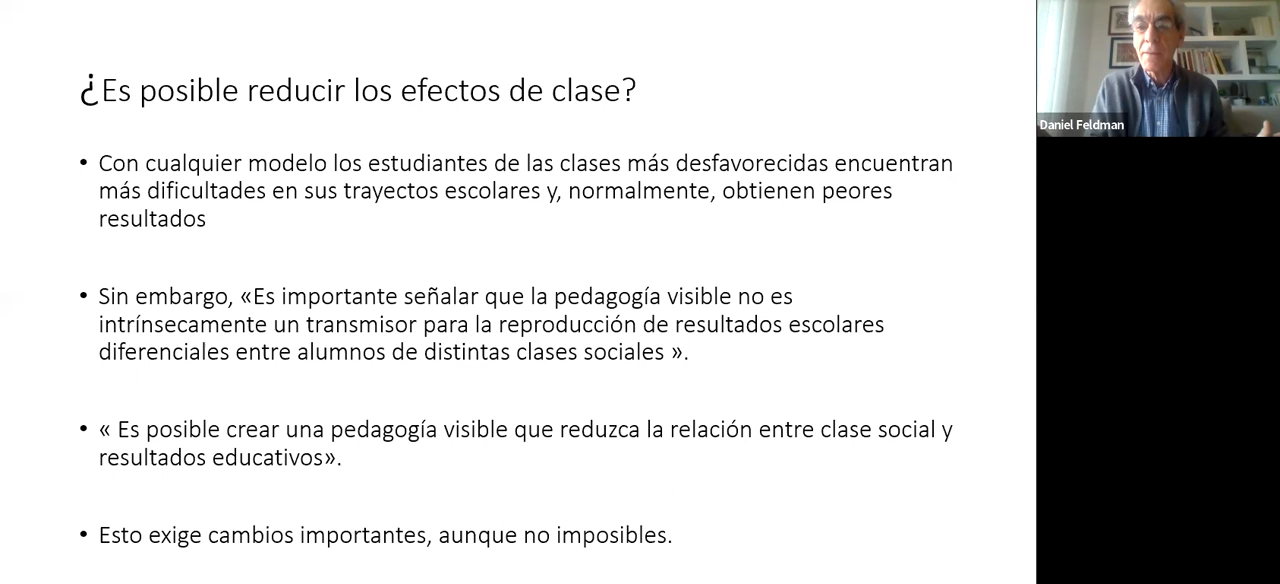 ¿Es posible reducir los efectos de clase?
• Con cualquier modelo los estudiantes de las clases más desfavorecidas encuentran
más dificultades en sus trayectos escolares y, normalmente, obtienen peores
resultados
• Sin embargo, «Es importante señalar que la pedagogía visible no es
intrínsecamente un transmisor para la reproducción de resultados escolares
diferenciales entre alumnos de distintas clases sociales ».
• « Es posible crear una pedagogía visible que reduzca la relación entre clase social y
resultados educativos».
• Esto exige cambios importantes, aunque no imposibles.
Daniel Feldman